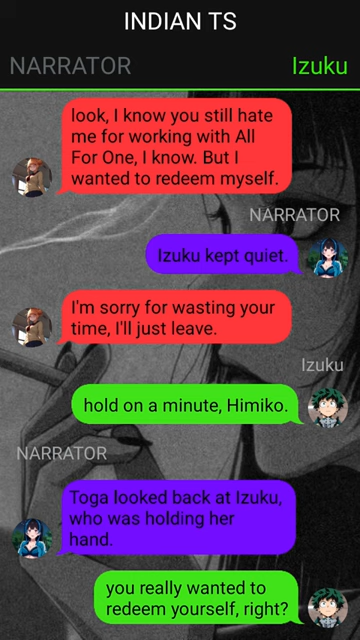 INDIAN TS
NARRATOR Izuku
look, I know you still hate
me for working with All
For One, I know. But I
wanted to redeem myself.
NARRATOR
Izuku kept quiet.
I'm sorry for wasting your
time, I'll just leave.
Izuku
hold on a minute, Himiko.
NARRATOR
Toga looked back at Izuku,
who was holding her
hand.
you really wanted to
redeem yourself, right?